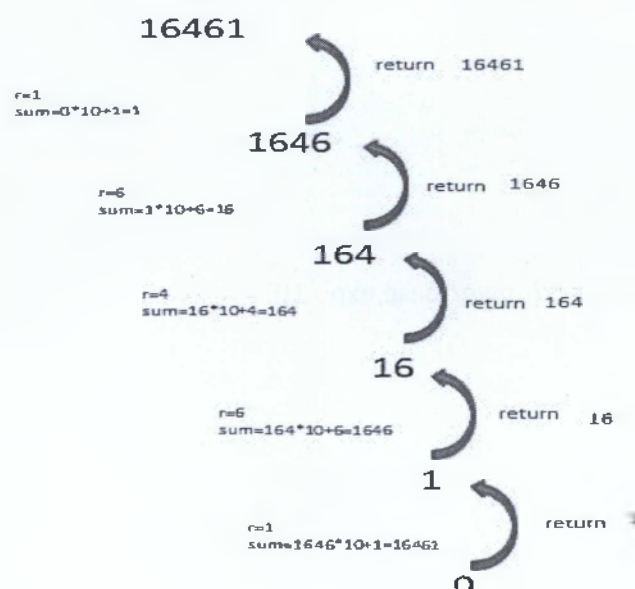 16461
return 16461
r=1
sum=0*10+1=1
1646
return 1646
r=6
sum=1*10+6=16
164
return 164
r=4
sum=16*10+4=164
16
return 16
r=6
sum=164*10+6=1646
1
return
r=1
sum=1646*10+1=16461
0